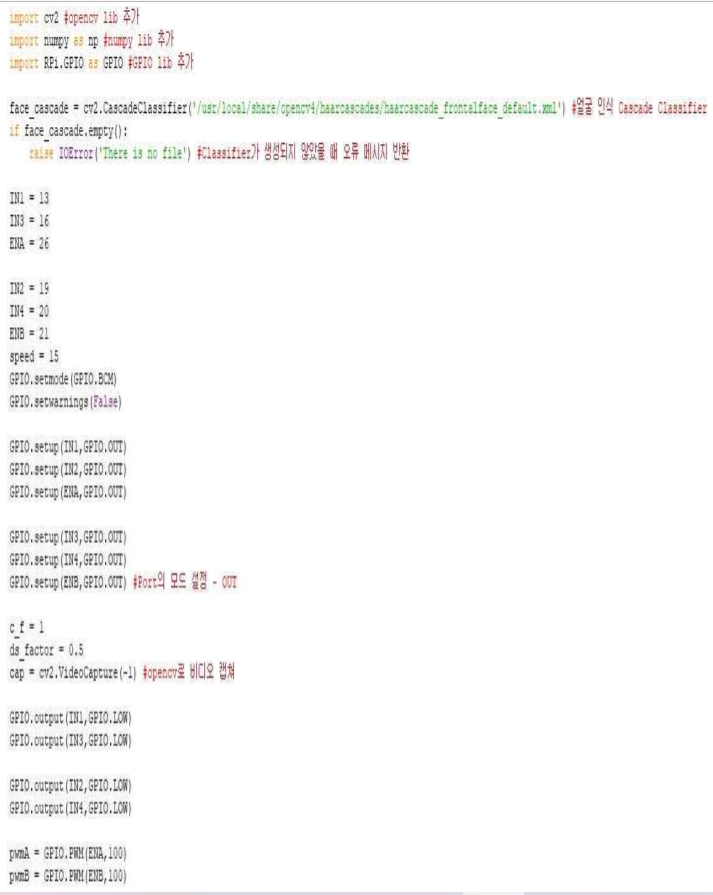 import cv2 #opencv lib 추가
import numpy as np #numpy lib 추가
import RPi.GPIO as GPIO #GPIO lib 추가
face_cascade = cv2.CascadeClassifier('/usr/local/share/opencv4/haarcascades/haarcascade_frontalface_default.xml') #얼굴 인식 Cascade Classifier
if face_cascade.empty():
raise IOError('There is no file') #Classifier가 생성되지 않았을 때 오류 메시지 반환
IN1 = 13
IN3 = 16
ENA = 26
IN2 = 19
IN4 = 20
ENB = 21
speed = 15
GPIO.setmode(GPIO.BCM)
GPIO.setwarnings(False)
GPIO.setup(IN1,GPIO.OUT)
GPIO.setup(IN2,GPIO.OUT)
GPIO.setup(ENA,GPIO.OUT)
GPIO.setup(IN3,GPIO.OUT)
GPIO.setup(IN4,GPIO.OUT)
GPIO.setup(ENB,GPIO.OUT) #Port의 모드 설정 - OUT
c_f = 1
ds_factor = 0.5
cap = cv2.VideoCapture(-1) #opencv로 비디오 캡쳐
GPIO.output(IN1,GPIO.LOW)
GPIO.output(IN3,GPIO.LOW)
GPIO.output(IN2,GPIO.LOW)
GPIO.output(IN4,GPIO.LOW)
pwmA = GPIO.PWM(ENA,100)
pwmB = GPIO.PWM(ENB,100)